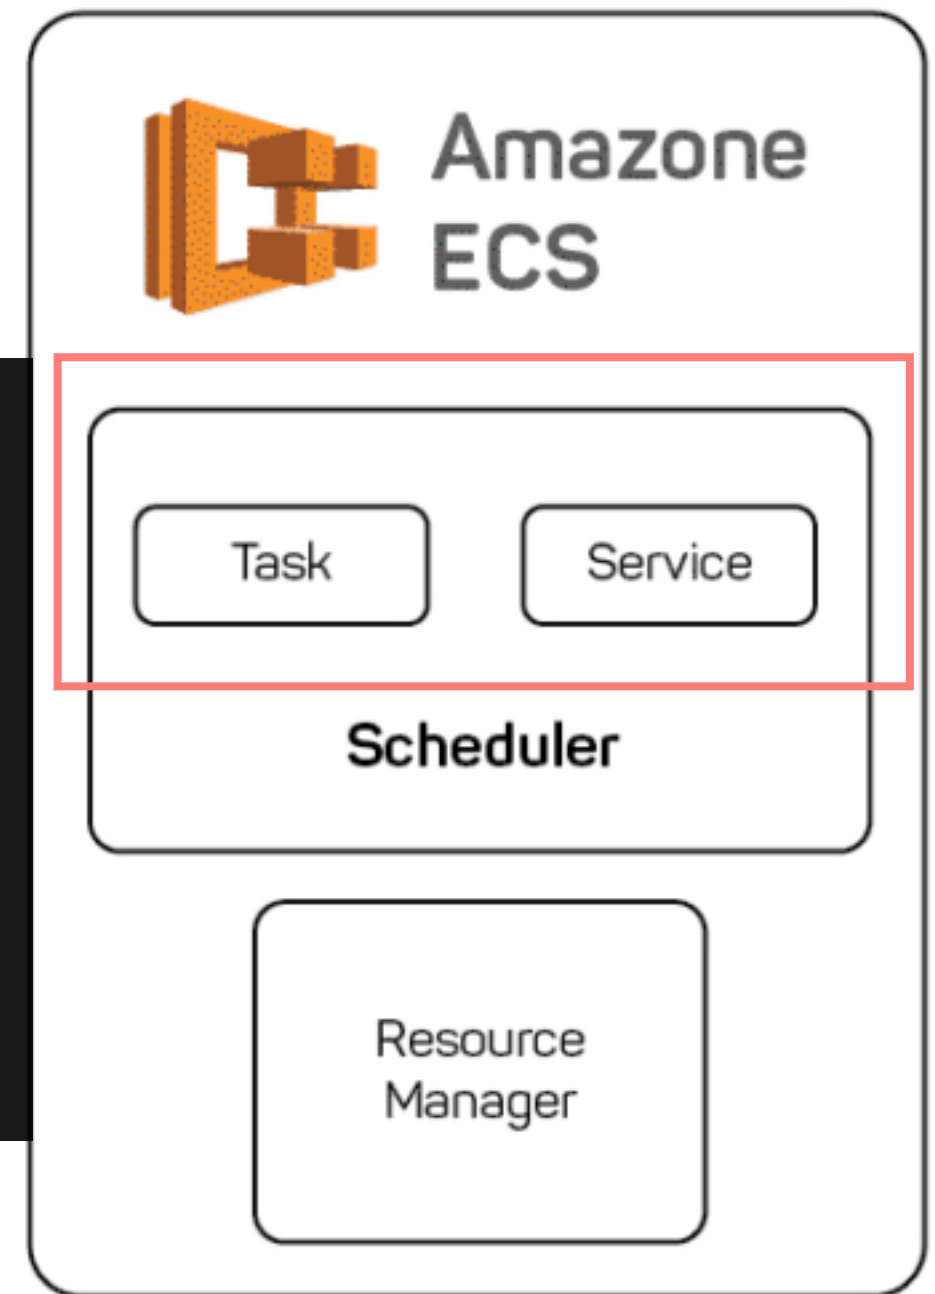 Amazone
ECS
Task
Service
Scheduler
Resource
Manager